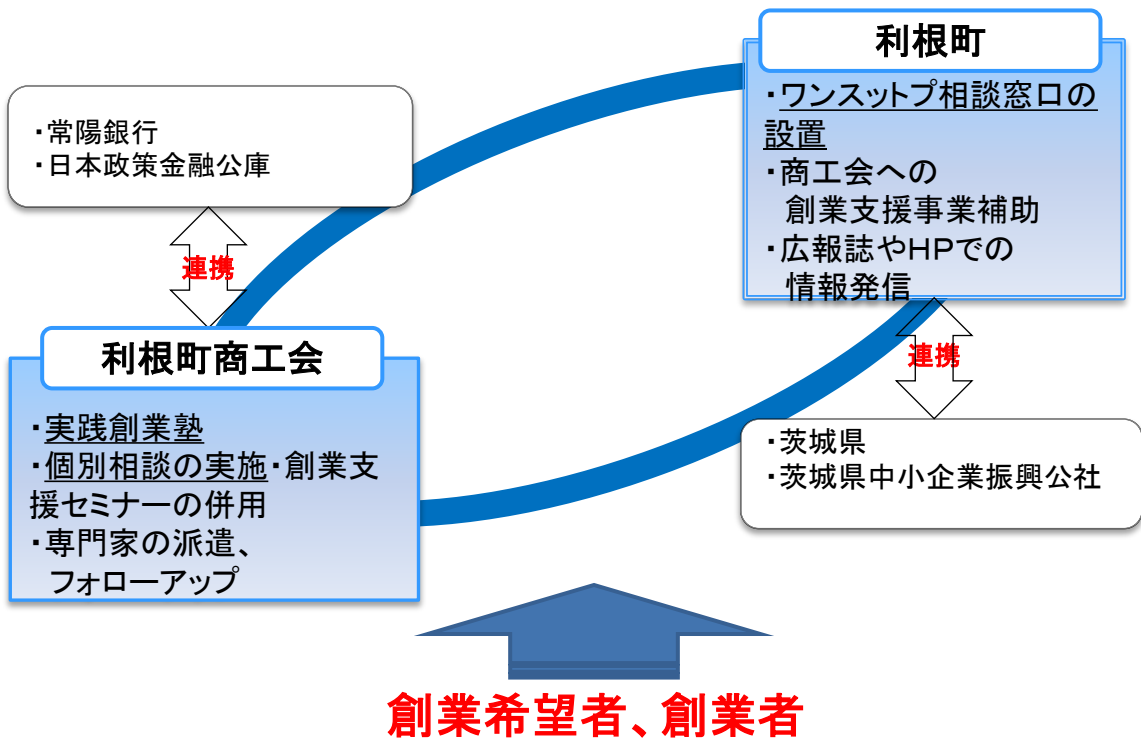 利根町
・ワンスットプ相談窓口の
設置
・商工会への
創業支援事業補助
・広報誌やHPでの
情報発信
・常陽銀行
・日本政策金融公庫
連携
利根町商工会
・実践創業塾
・個別相談の実施・創業支
援セミナーの併用
・専門家の派遣、
フォローアップ
連携
・茨城県
・茨城県中小企業振興公社
創業希望者、創業者